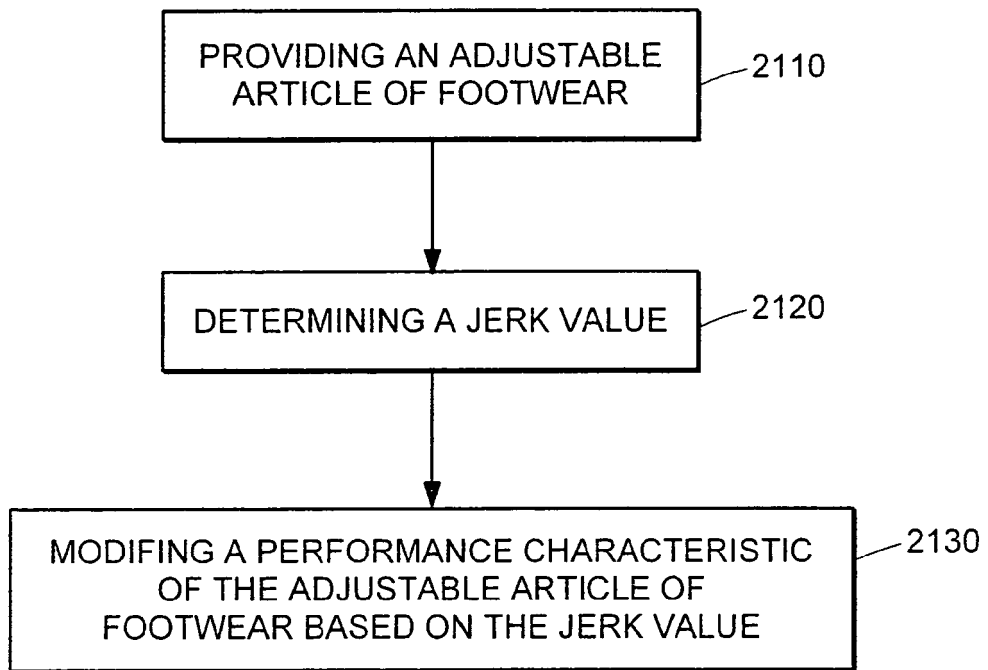 PROVIDING AN ADJUSTABLE
ARTICLE OF FOOTWEAR
2110
DETERMINING A JERK VALUE
2120
MODIFING A PERFORMANCE CHARACTERISTIC
OF THE ADJUSTABLE ARTICLE OF
FOOTWEAR BASED ON THE JERK VALUE
2130